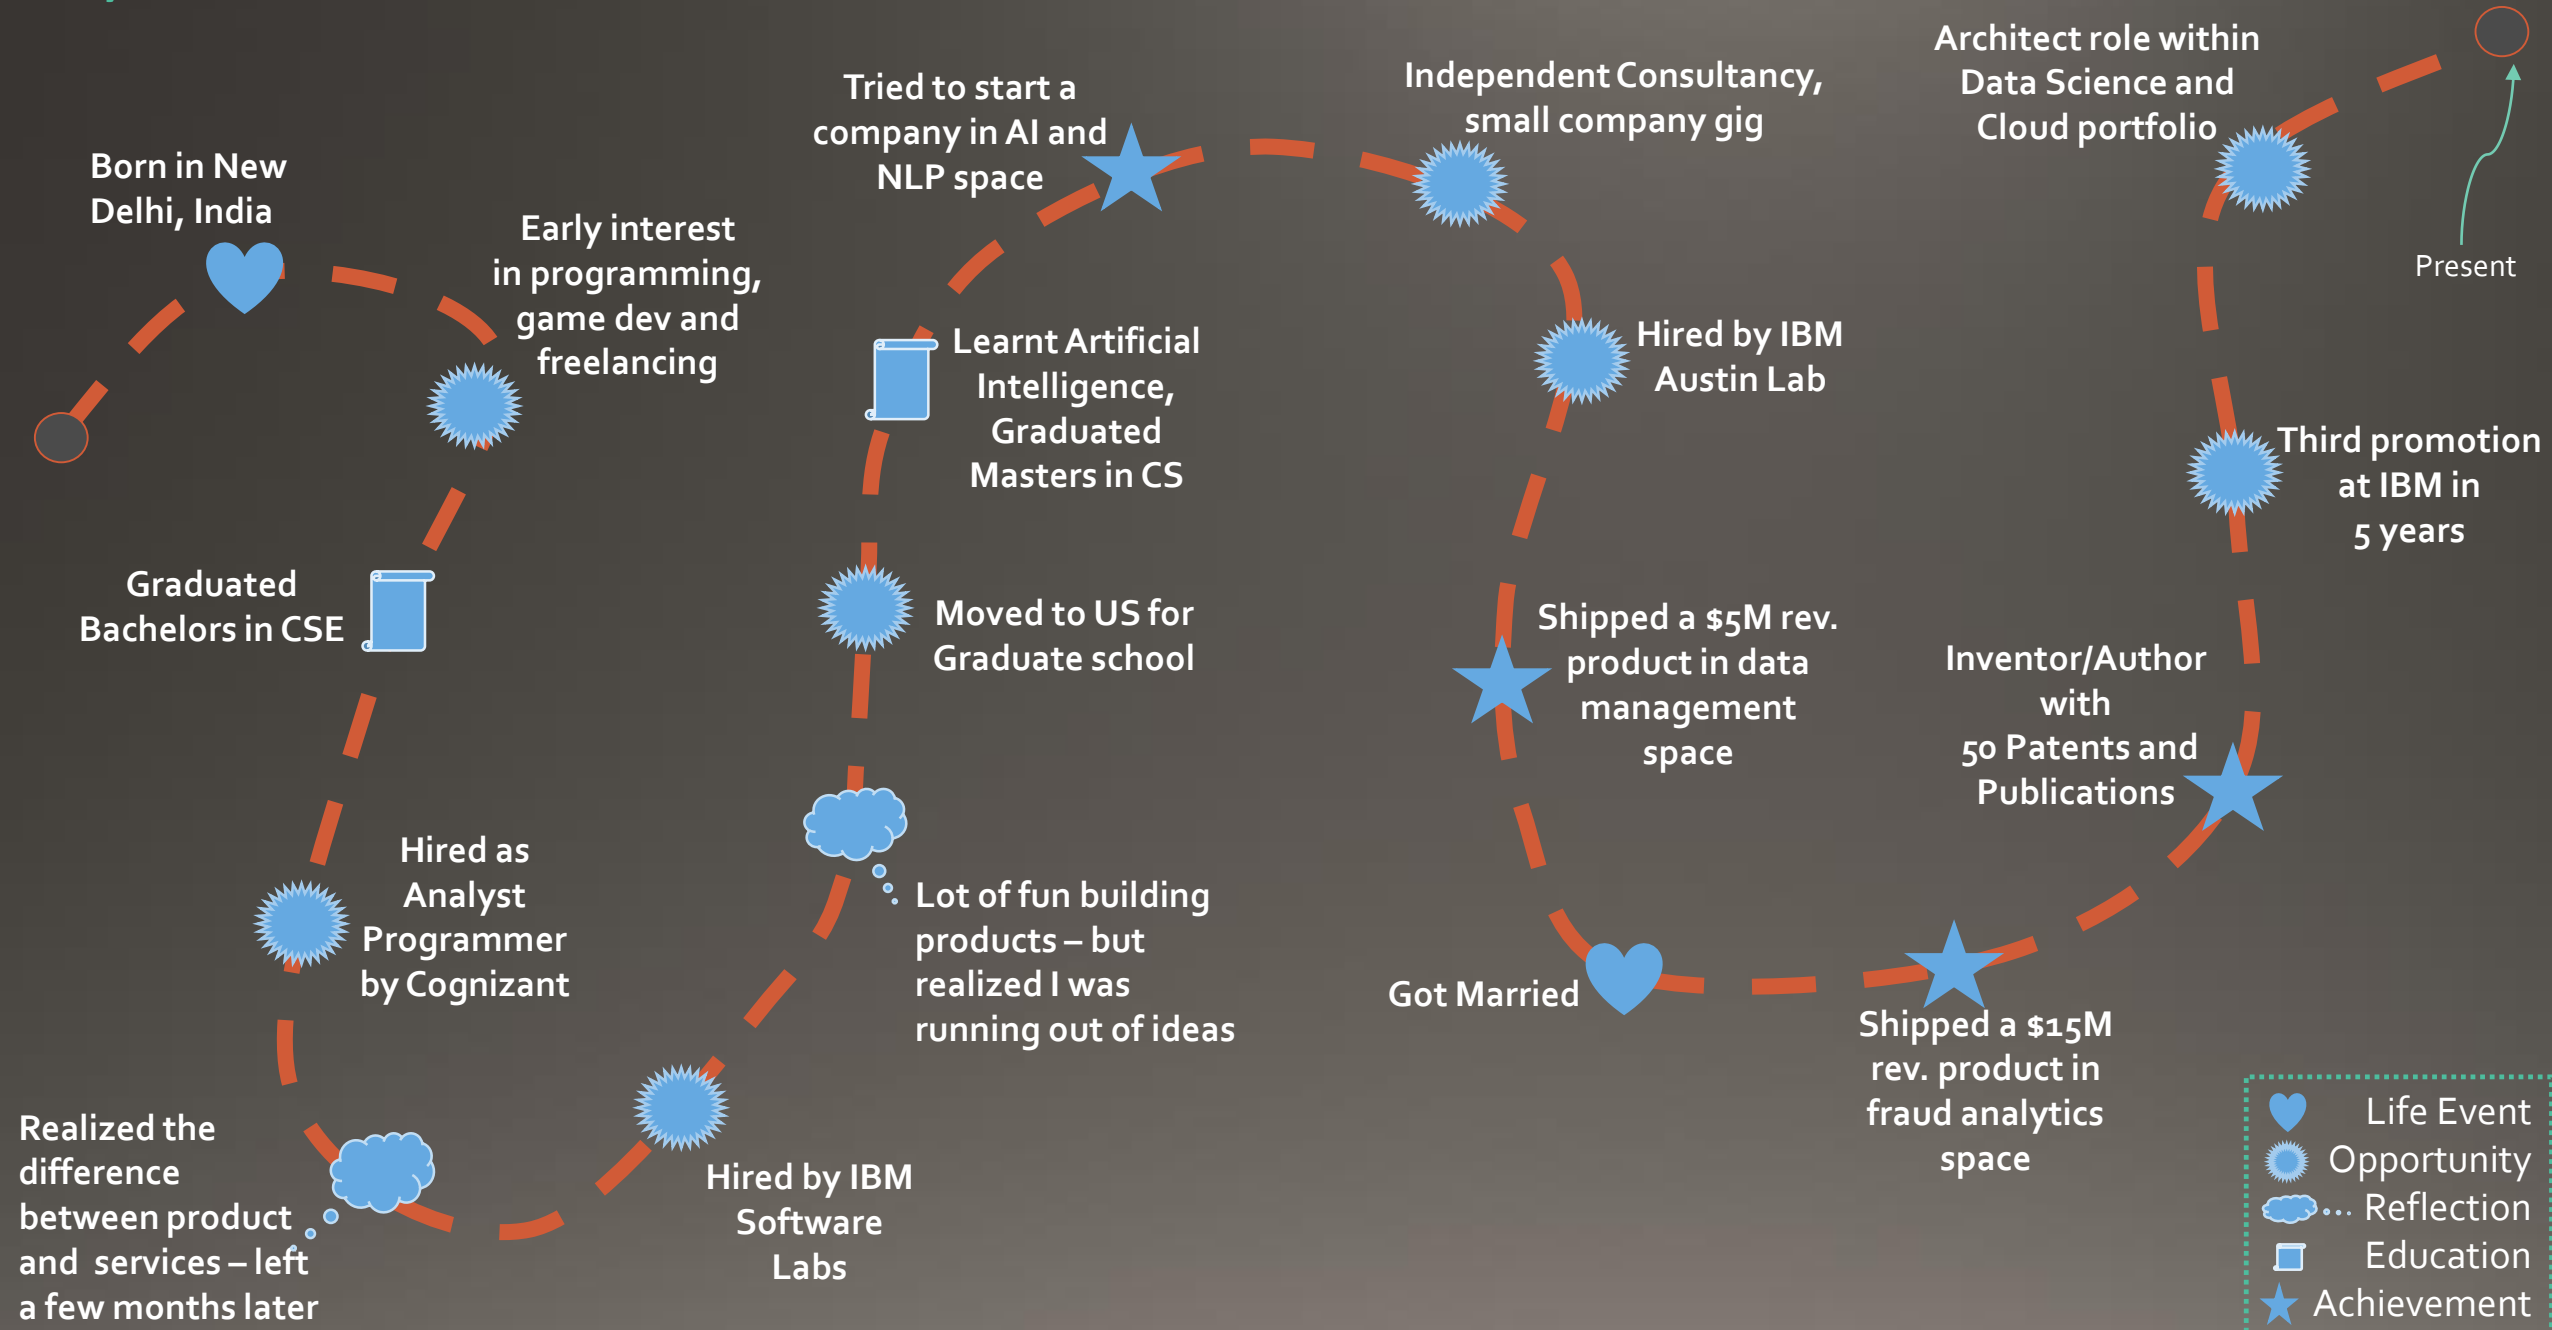 Born in New
Delhi, India
Early interest
in programming,
game dev and
freelancing
Graduated
Bachelors in CSE
Hired as
Analyst
Programmer
by Cognizant
Realized the
difference
between product
and services – left
a few months later
Hired by IBM
Software
Labs
Lot of fun building
products – but
realized I was
running out of ideas
Moved to US for
Graduate school
Learnt Artificial
Intelligence,
Graduated
Masters in CS
Tried to start a
company in AI and
NLP space
Independent Consultancy,
small company gig
Hired by IBM
Austin Lab
Shipped a $5M rev.
product in data
management
space
Got Married
Shipped a $15M
rev. product in
fraud analytics
space
Inventor/Author
with
50 Patents and
Publications
Third promotion
at IBM in
5 years
Architect role within
Data Science and
Cloud portfolio
Present
Life Event
Opportunity
Reflection
Education
Achievement